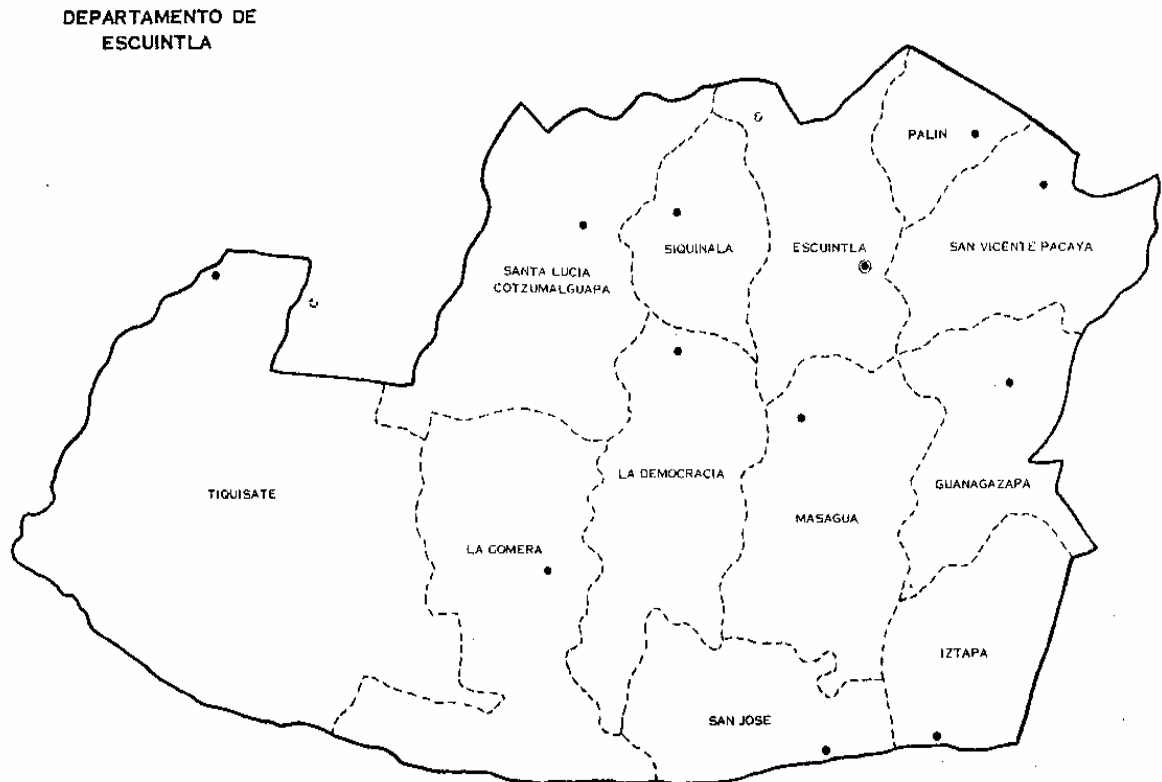 DEPARTAMENTO DE
ESCUINTLA
PALIN
SIQUINALA
ESCUINTLA
SAN VICENTE PACAYA
SANTA LUCIA
COTZUMALGUAPA
TIQUISATE
LA DEMOCRACIA
GUANAGAZAPA
MASAGUA
LA GOMERA
IZTAPA
SAN JOSE